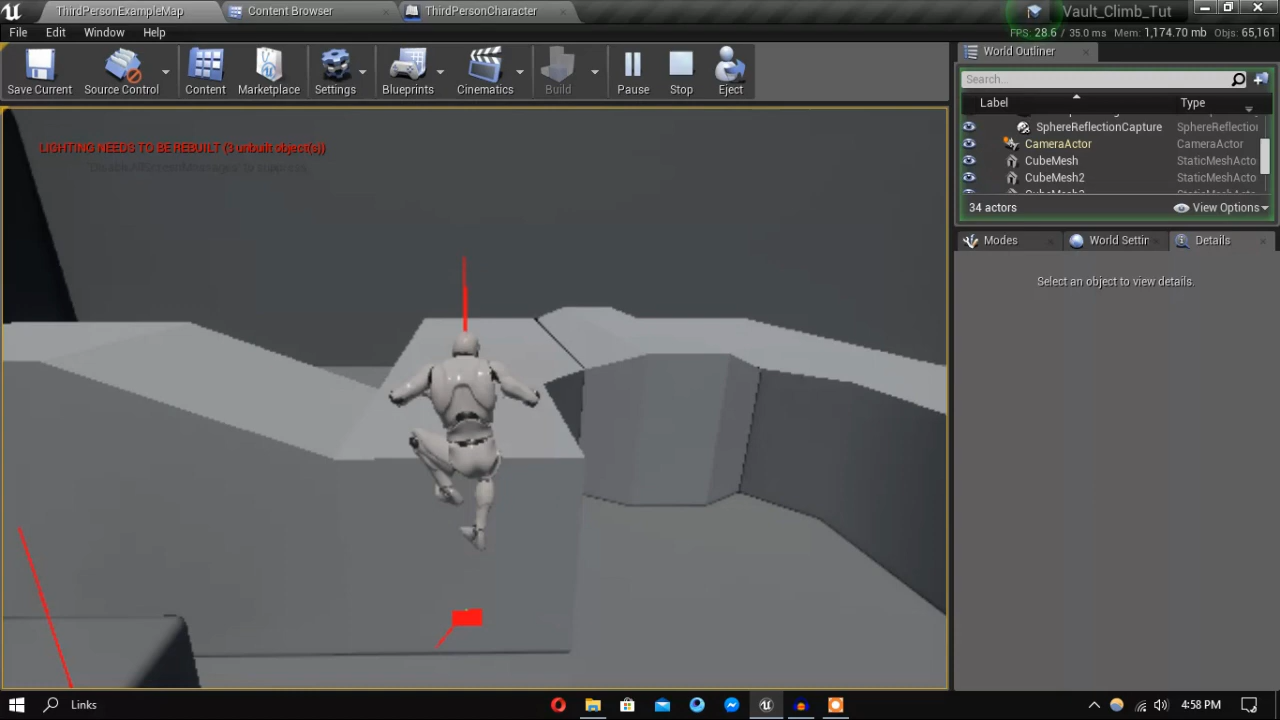 ThirdPersonExampleMap
Content Browser
ThirdPersonCharacter
Vault_Climb_Tut
File
Edit
Window
Help
FPS: 28.6 / 35.0 ms Mem: 1,174.70 mb Objs: 65,161
Save Current
Source Control
Content
Marketplace
Settings
Blueprints
Cinematics
Build
Pause
Stop
Eject
World Outliner
Search...
Label
Type
SphereReflectionCapture
SphereReflection
CameraActor
CameraActor
CubeMesh
StaticMeshActo
CubeMesh2
StaticMeshActo
34 actors
View Options
Modes
World Settin
Details
Select an object to view details.
LIGHTING NEEDS TO BE REBUILT (3 unbuilt object(s))
'DisableAllScreenMessages' to suppress
Links
4:58 PM